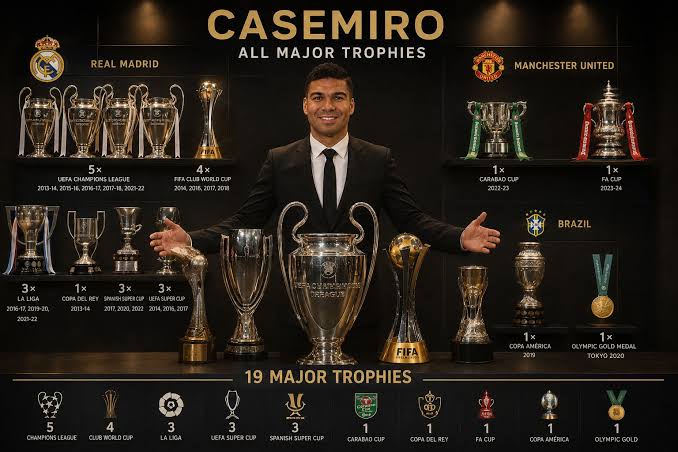 CASEMIRO
ALL MAJOR TROPHIES
REAL MADRID
MANCHESTER UNITED
5×
UEFA CHAMPIONS LEAGUE
2013-14, 2015-16, 2016-17, 2017-18, 2021-22
4×
FIFA CLUB WORLD CUP
2014, 2016, 2017, 2018
1×
CARABAO CUP
2022-23
1×
FA CUP
2023-24
BRAZIL
3×
LA LIGA
2016-17, 2019-20,
2021-22
1×
COPA DEL REY
2013-14
3×
SPANISH SUPER CUP
2017, 2020, 2022
3×
UEFA SUPER CUP
2014, 2016, 2017
FIFA
1×
COPA AMÉRICA
2019
1×
OLYMPIC GOLD MEDAL
TOKYO 2020
19 MAJOR TROPHIES
5
CHAMPIONS LEAGUE
4
CLUB WORLD CUP
3
LA LIGA
3
UEFA SUPER CUP
3
SPANISH SUPER CUP
1
CARABAO CUP
1
COPA DEL REY
1
FA CUP
1
COPA AMÉRICA
1
OLYMPIC GOLD